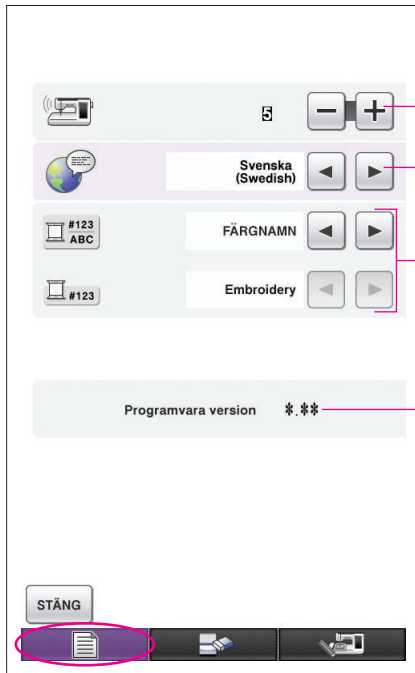 5
Svenska
(Swedish)
#123
ABC
FÄRGNAMN
#123
Embroidery
Programvara version *.**
STÄNG